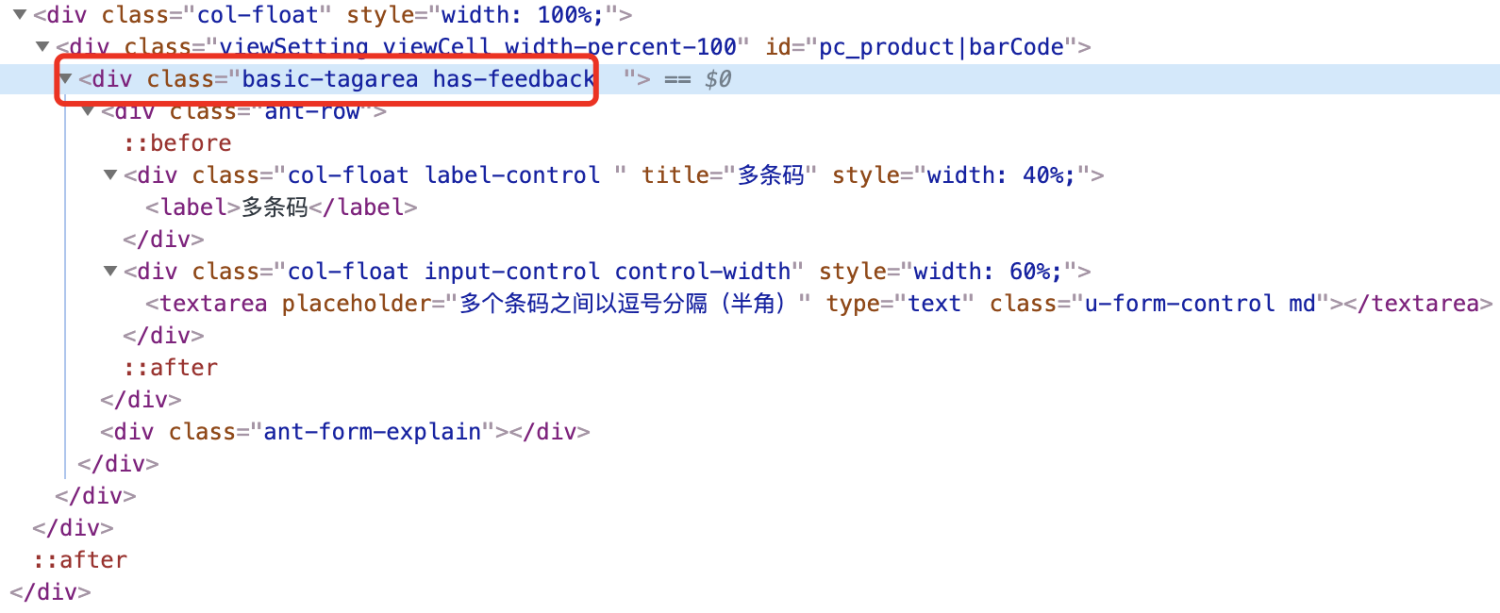 ▼<div class="col-float" style="width: 100%;">
▼<div class="viewSetting viewCell width-percent-100" id="pc_product|barCode">
▼<div class="basic-tagarea has-feedback  "> == $0
▼<div class="ant-row">
::before
▼<div class="col-float label-control " title="多条码" style="width: 40%;">
<label>多条码</label>
</div>
▼<div class="col-float input-control control-width" style="width: 60%;">
<textarea placeholder="多个条码之间以逗号分隔（半角）" type="text" class="u-form-control md"></textarea>
</div>
::after
</div>
<div class="ant-form-explain"></div>
</div>
</div>
</div>
::after
</div>